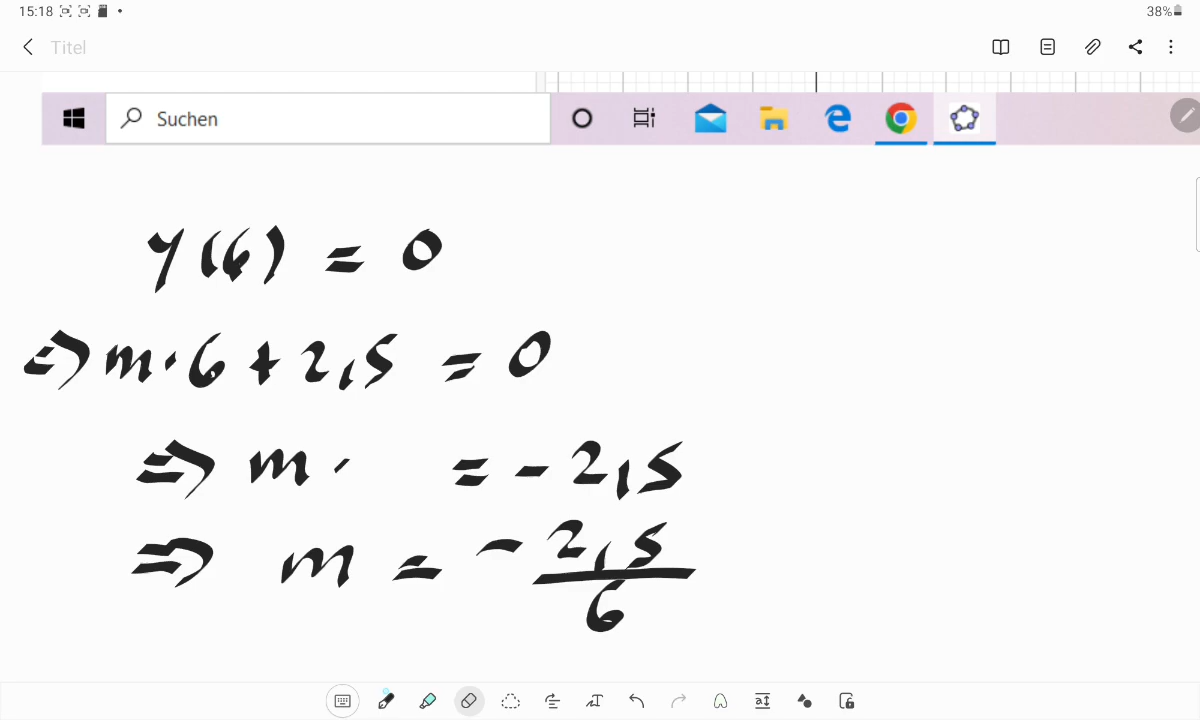 15:18 38%
Titel
Suchen
y(6) = 0
⇒ m · 6 + 2,5 = 0
⇒ m · = - 2,5
⇒ m = - 2,5/6